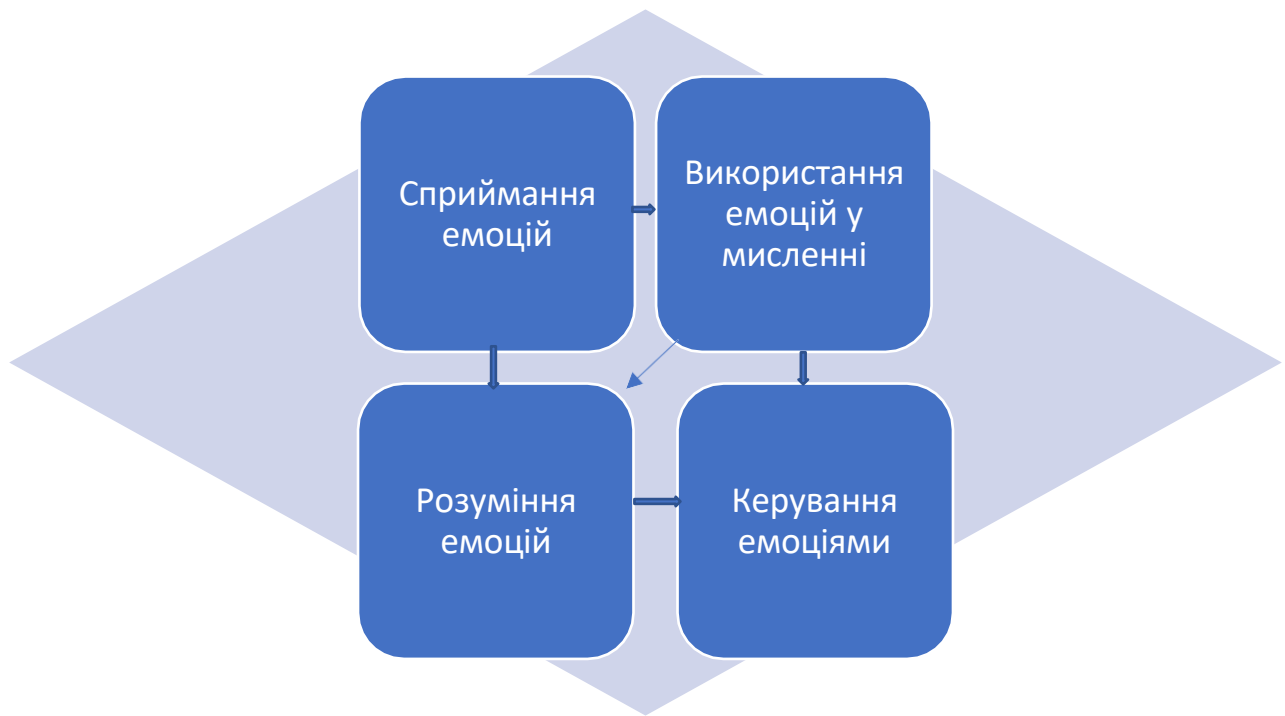 Сприймання
емоцій
Використання
емоцій у
мисленні
Розуміння
емоцій
Керування
емоціями